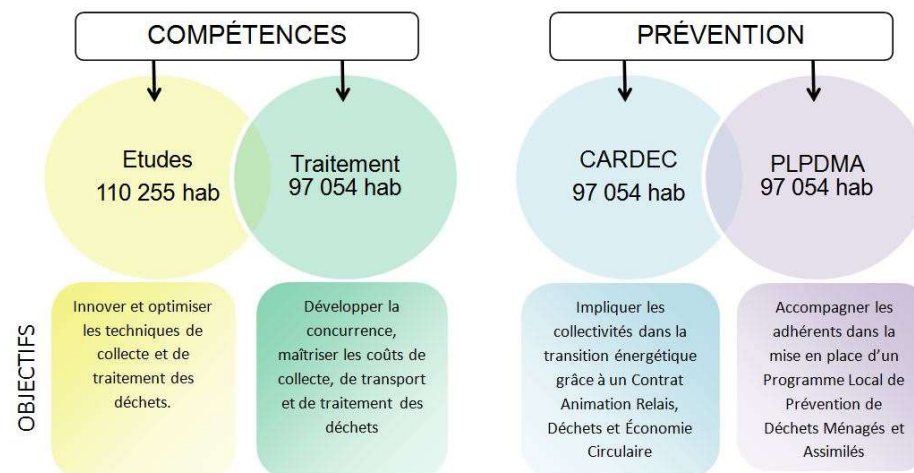 COMPÉTENCES
PRÉVENTION
Etudes
110 255 hab
Traitement
97 054 hab
CARDEC
97 054 hab
PLPDMA
97 054 hab
OBJECTIFS
Innover et optimiser
les techniques de
collecte et de
traitement des
déchets.
Développer la
concurrence,
maîtriser les coûts de
collecte, de transport
et de traitement des
déchets
Impliquer les
collectivités dans la
transition énergétique
grâce à un Contrat
Animation Relais,
Déchets et Économie
Circulaire
Accompagner les
adhérents dans la
mise en place d'un
Programme Local de
Prévention de
Déchets Ménagés et
Assimilés